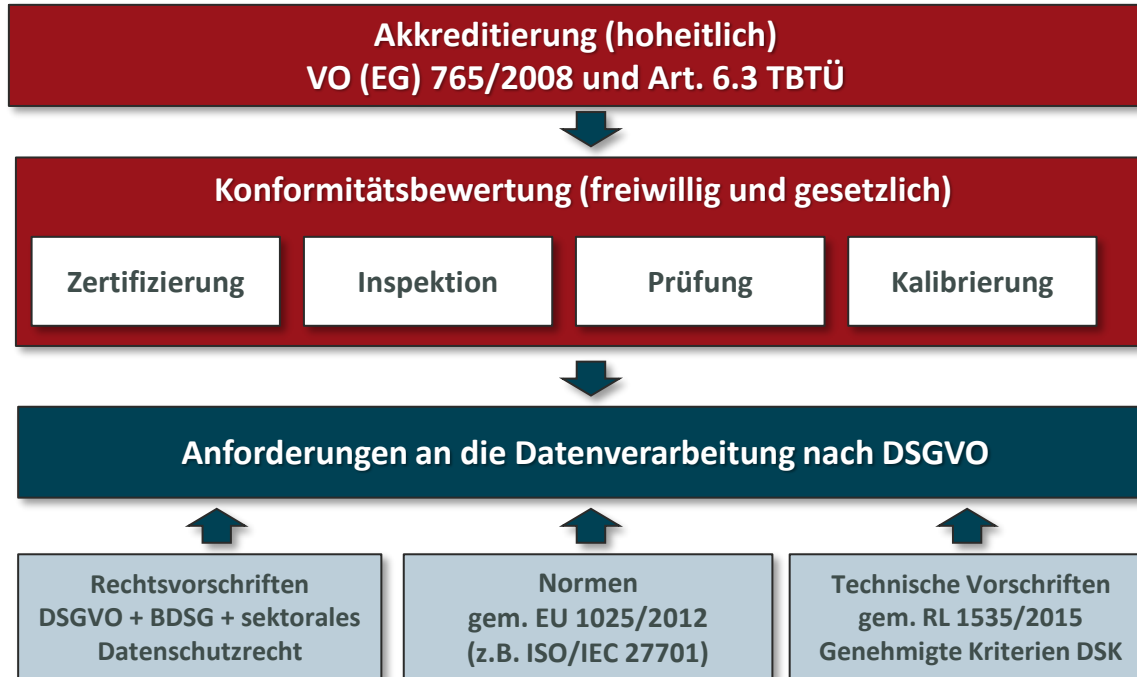 Akkreditierung (hoheitlich)
VO (EG) 765/2008 und Art. 6.3 TBTÜ
Konformitätsbewertung (freiwillig und gesetzlich)
Zertifizierung
Inspektion
Prüfung
Kalibrierung
Anforderungen an die Datenverarbeitung nach DSGVO
Rechtsvorschriften
DSGVO + BDSG + sektorales
Datenschutzrecht
Normen
gem. EU 1025/2012
(z.B. ISO/IEC 27701)
Technische Vorschriften
gem. RL 1535/2015
Genehmigte Kriterien DSK